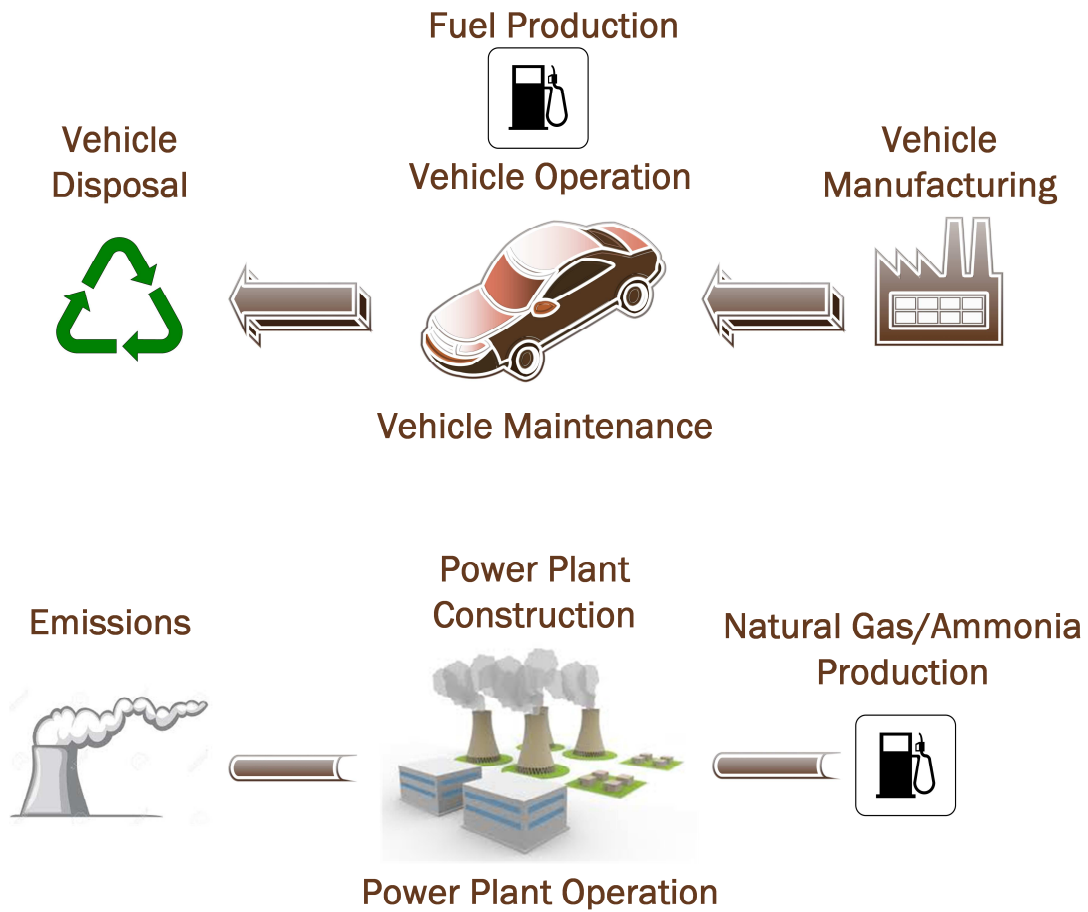 Fuel Production
Vehicle
Disposal
Vehicle Operation
Vehicle
Manufacturing
Vehicle Maintenance
Emissions
Power Plant
Construction
Natural Gas/Ammonia
Production
Power Plant Operation